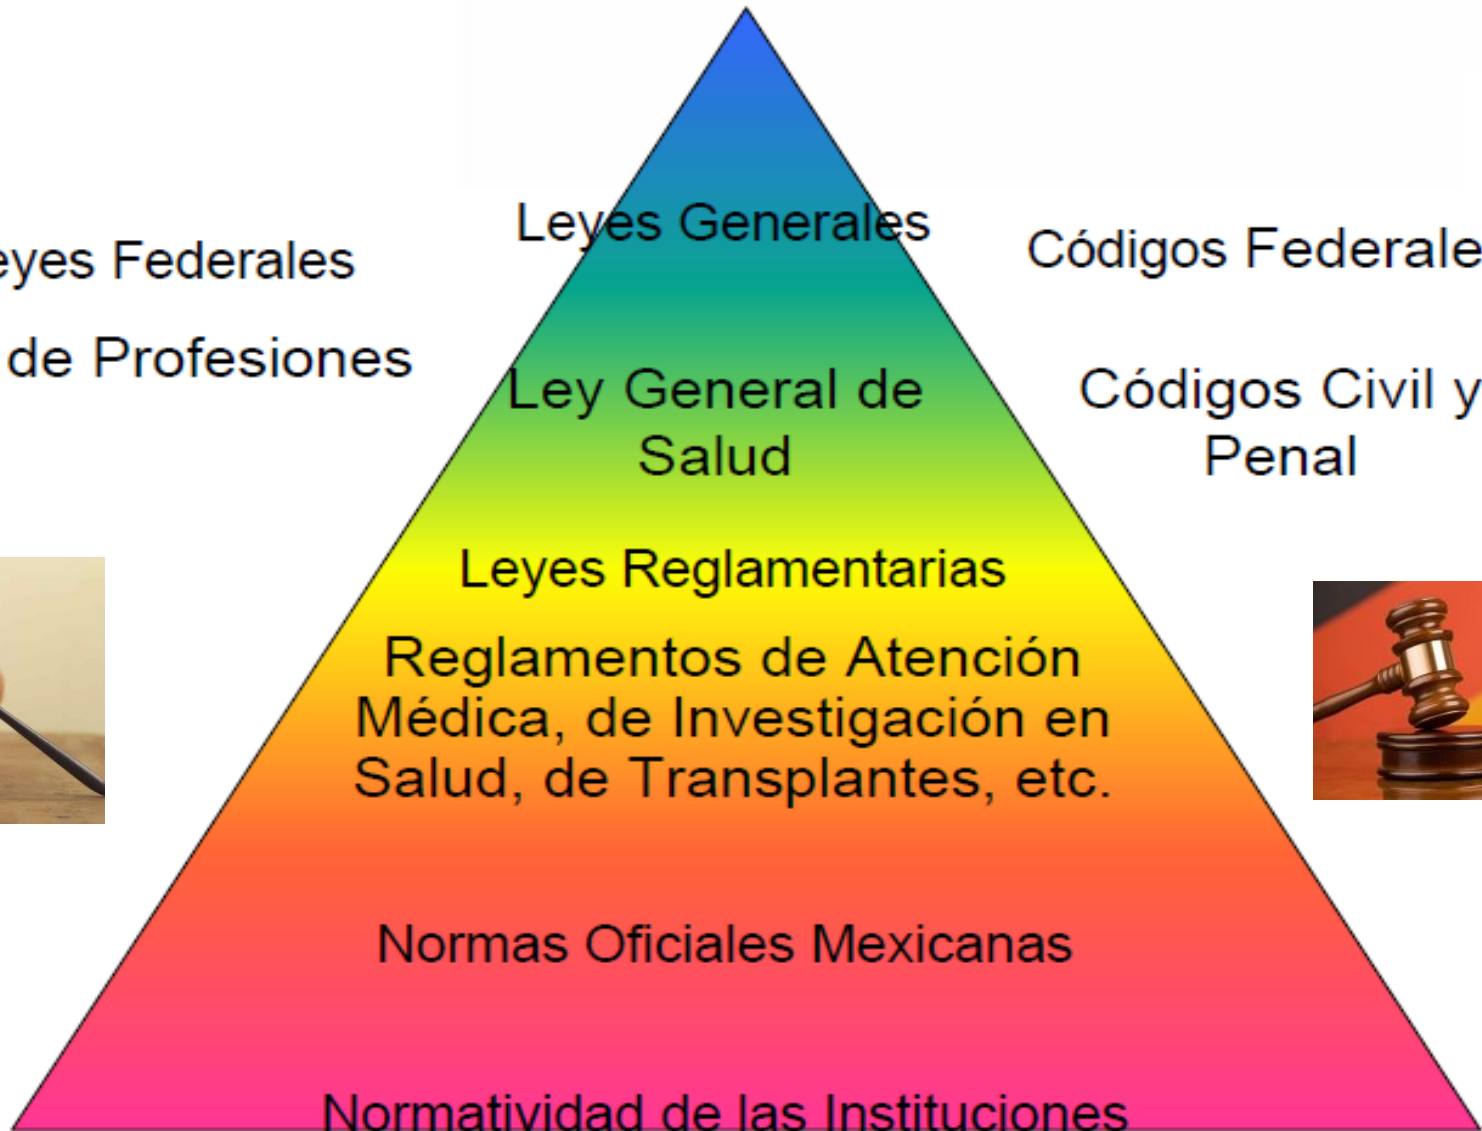 Leyes Generales
eyes Federales
Códigos Federale
de Profesiones
Ley General de
Salud
Códigos Civil y
Penal
Leyes Reglamentarias
Reglamentos de Atención
Médica, de Investigación en
Salud, de Transplantes, etc.
Normas Oficiales Mexicanas
Normatividad de las Instituciones